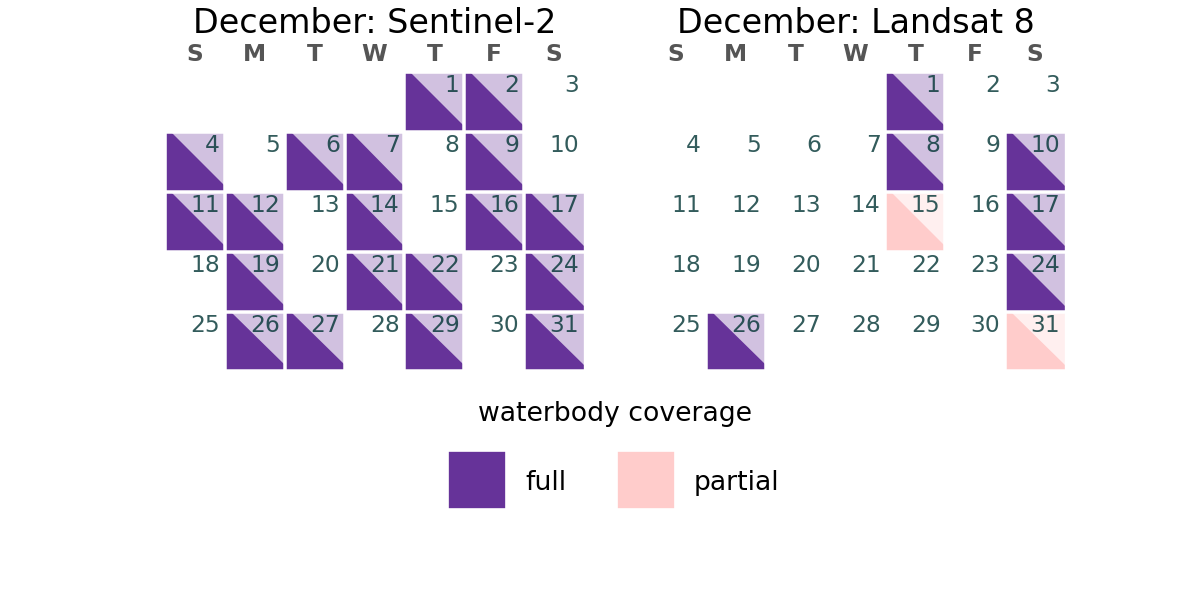 December: Sentinel-2
S M T W T F S
1 2 3
4 5 6 7 8 9 10
11 12 13 14 15 16 17
18 19 20 21 22 23 24
25 26 27 28 29 30 31
December: Landsat 8
S M T W T F S
1 2 3
4 5 6 7 8 9 10
11 12 13 14 15 16 17
18 19 20 21 22 23 24
25 26 27 28 29 30 31
waterbody coverage
full
partial